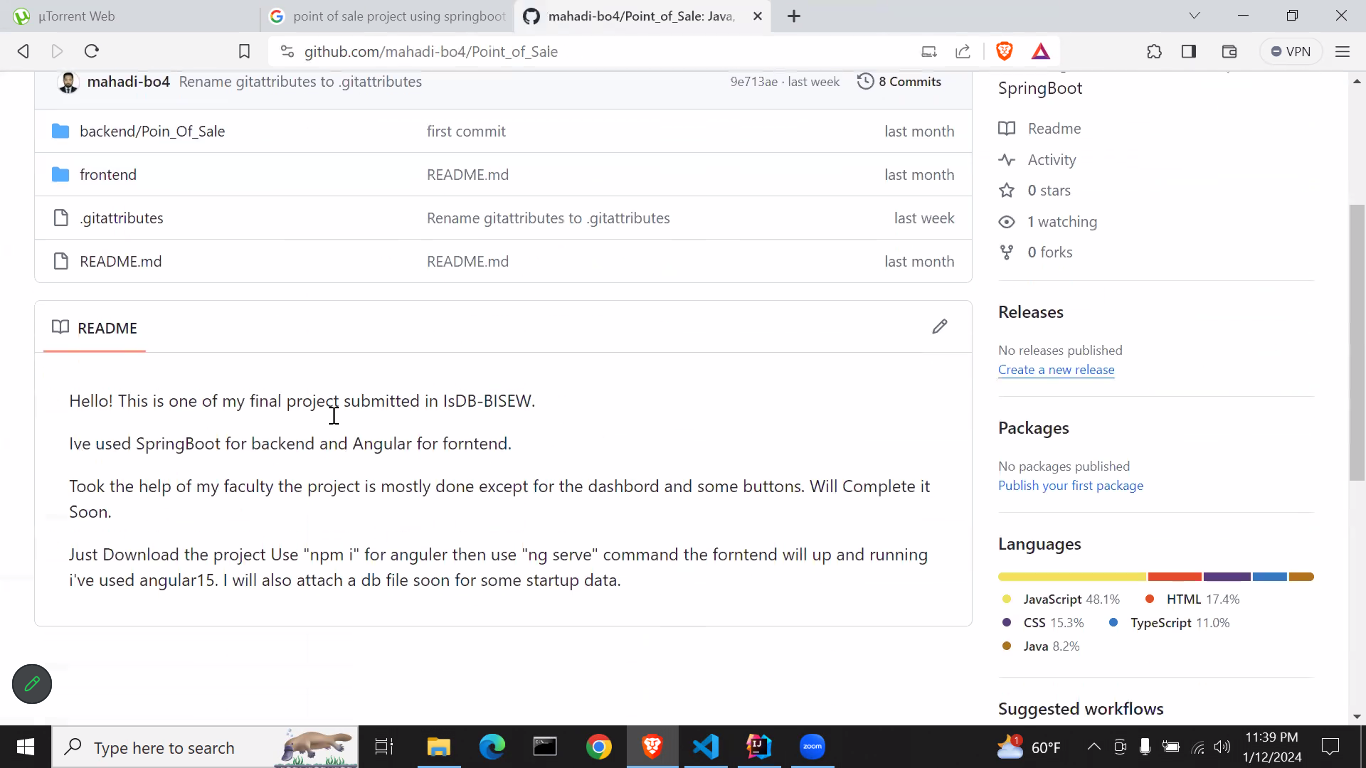 µTorrent Web
point of sale project using springboot
mahadi-bo4/Point_of_Sale: Java,
github.com/mahadi-bo4/Point_of_Sale
VPN
mahadi-bo4 Rename gitattributes to .gitattributes 9e713ae · last week 8 Commits
backend/Poin_Of_Sale first commit last month
frontend README.md last month
.gitattributes Rename gitattributes to .gitattributes last week
README.md README.md last month
README
Hello! This is one of my final project submitted in IsDB-BISEW.
Ive used SpringBoot for backend and Angular for forntend.
Took the help of my faculty the project is mostly done except for the dashbord and some buttons. Will Complete it
Soon.
Just Download the project Use "npm i" for anguler then use "ng serve" command the forntend will up and running
i've used angular15. I will also attach a db file soon for some startup data.
SpringBoot
Readme
Activity
0 stars
1 watching
0 forks
Releases
No releases published
Create a new release
Packages
No packages published
Publish your first package
Languages
JavaScript 48.1% HTML 17.4%
CSS 15.3% TypeScript 11.0%
Java 8.2%
Suggested workflows
Type here to search
zoom
1
60°F
11:39 PM
1/12/2024